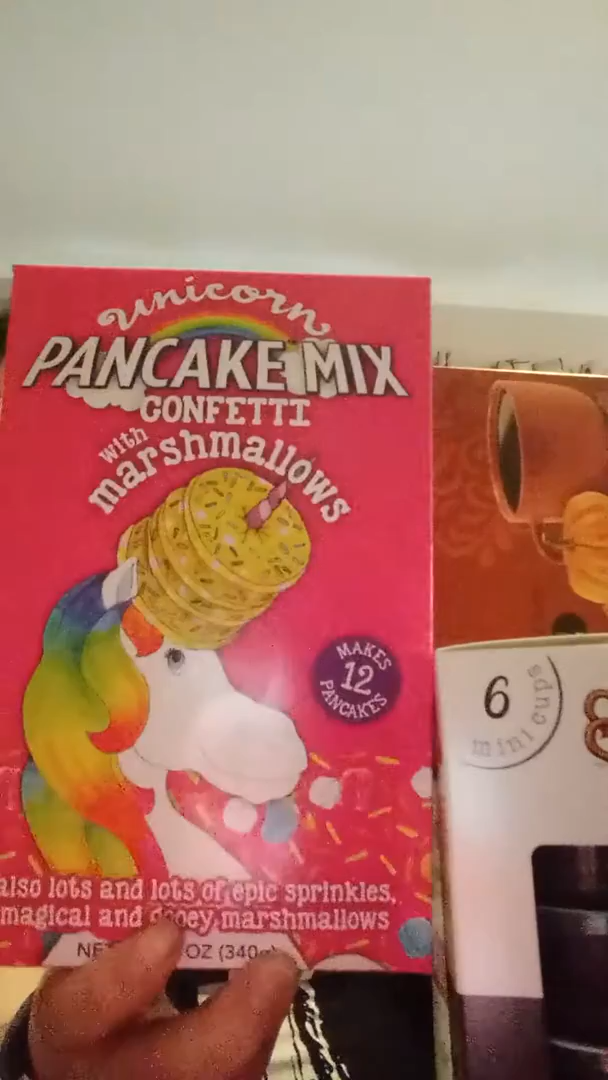 unicorn
PANCAKE MIX
CONFETTI
with
marshmallows
MAKES
12
PANCAKES
also lots and lots of epic sprinkles,
magical and gooey marshmallows
OZ (340g)
6
mini cups